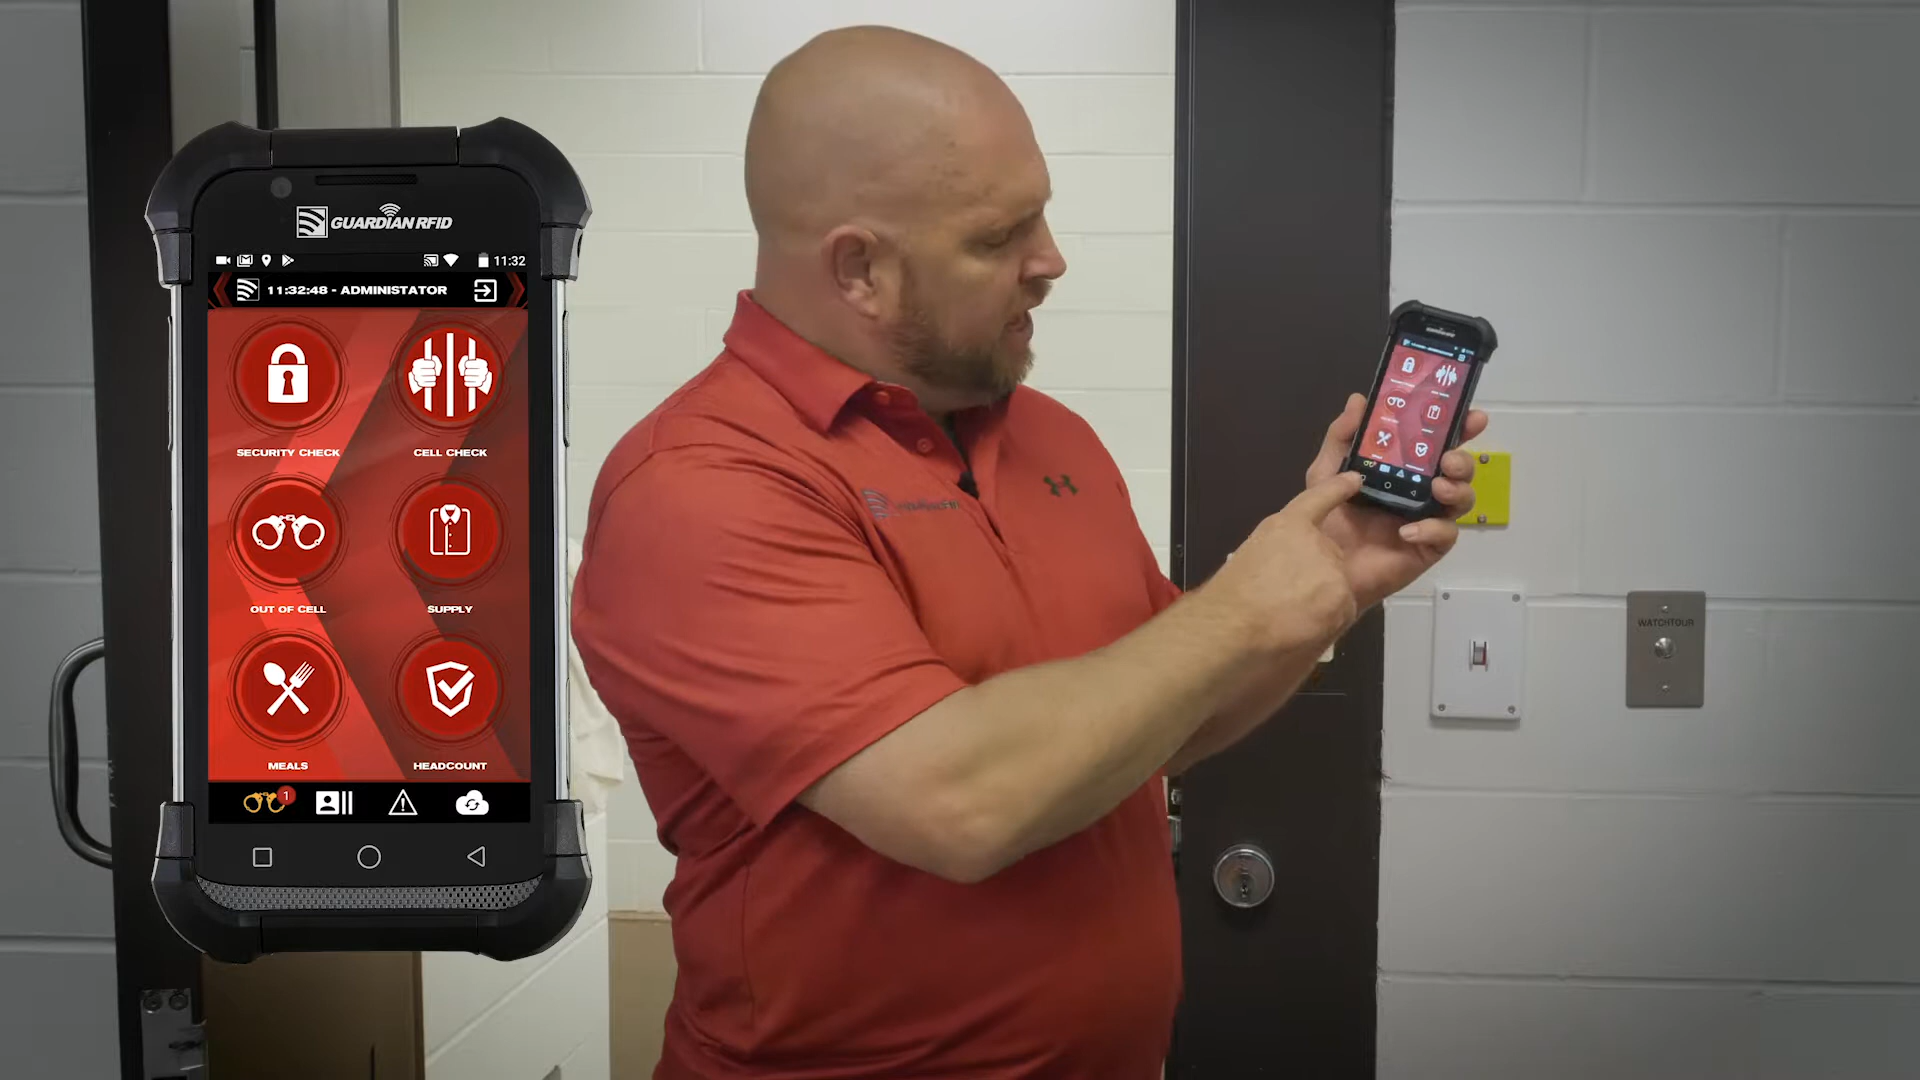 GUARDIAN RFID
11:32
11:32:48 - ADMINISTATOR
SECURITY CHECK
CELL CHECK
OUT OF CELL
SUPPLY
MEALS
HEADCOUNT
1
WATCHTOUR